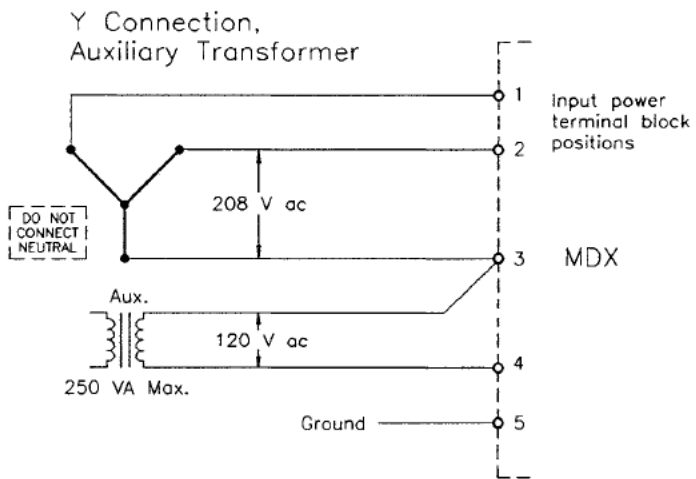 Y Connection,
Auxiliary Transformer
1
Input power
terminal block
positions
2
208 V ac
DO NOT
CONNECT
NEUTRAL
3
MDX
Aux.
120 V ac
4
250 VA Max.
Ground
5